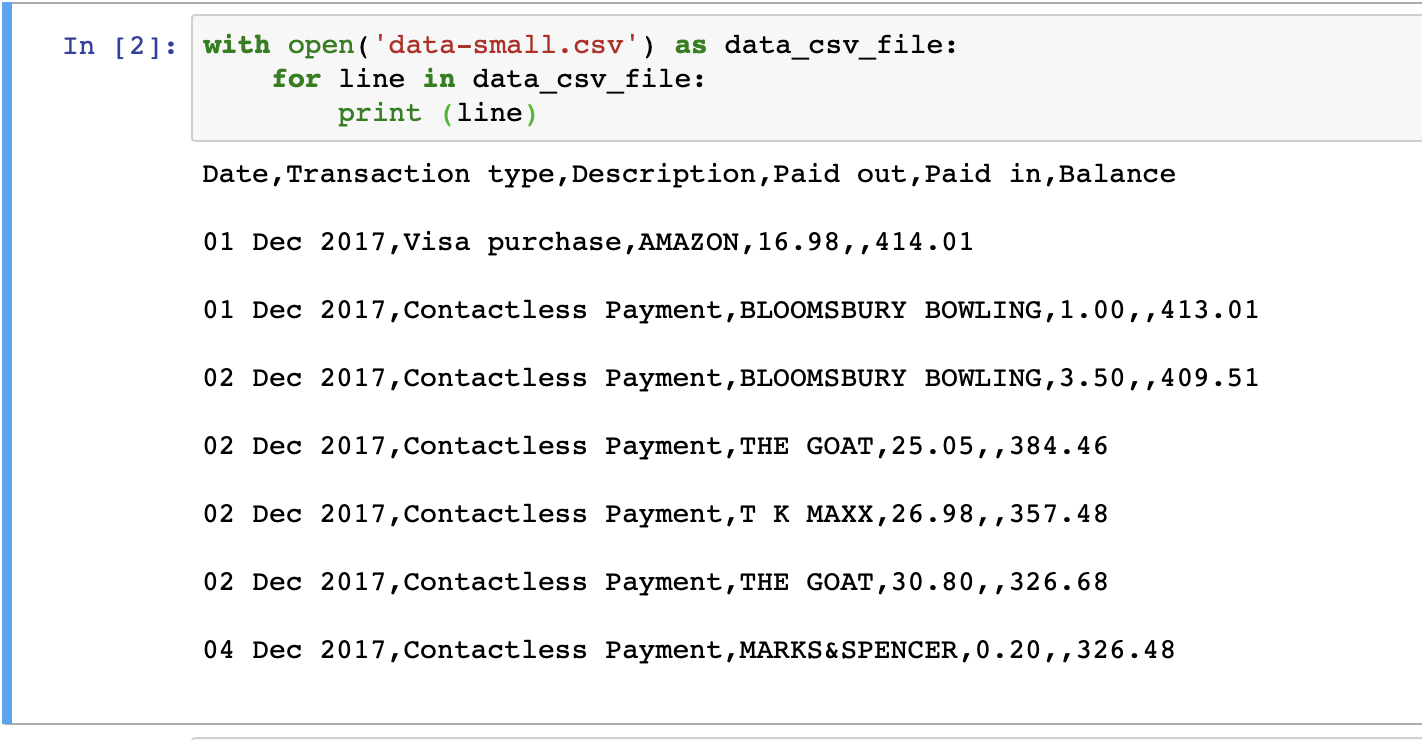 In [2]:
with open('data-small.csv') as data_csv_file:
    for line in data_csv_file:
        print (line)
Date,Transaction type,Description,Paid out,Paid in,Balance
01 Dec 2017,Visa purchase,AMAZON,16.98,,414.01
01 Dec 2017,Contactless Payment,BLOOMSBURY BOWLING,1.00,,413.01
02 Dec 2017,Contactless Payment,BLOOMSBURY BOWLING,3.50,,409.51
02 Dec 2017,Contactless Payment,THE GOAT,25.05,,384.46
02 Dec 2017,Contactless Payment,T K MAXX,26.98,,357.48
02 Dec 2017,Contactless Payment,THE GOAT,30.80,,326.68
04 Dec 2017,Contactless Payment,MARKS&SPENCER,0.20,,326.48